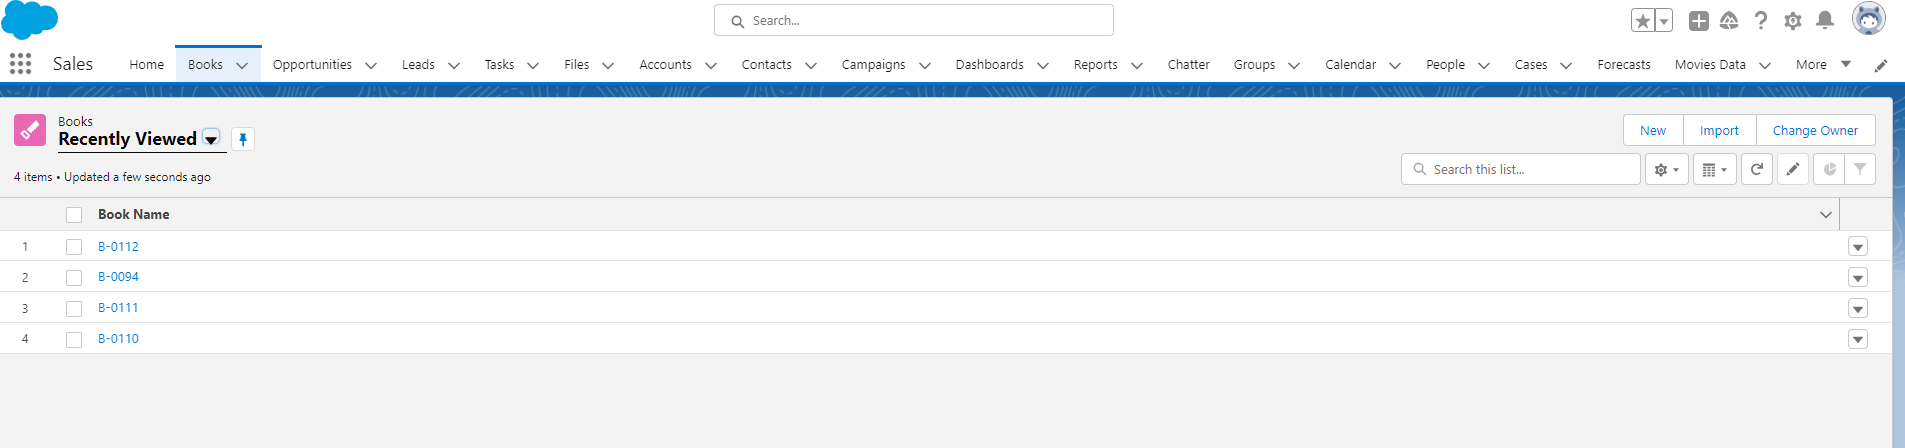 Search...
Sales Home Books Opportunities Leads Tasks Files Accounts Contacts Campaigns Dashboards Reports Chatter Groups Calendar People Cases Forecasts Movies Data More
Books
Recently Viewed
New Import Change Owner
4 items • Updated a few seconds ago
Search this list...
Book Name
1 B-0112
2 B-0094
3 B-0111
4 B-0110